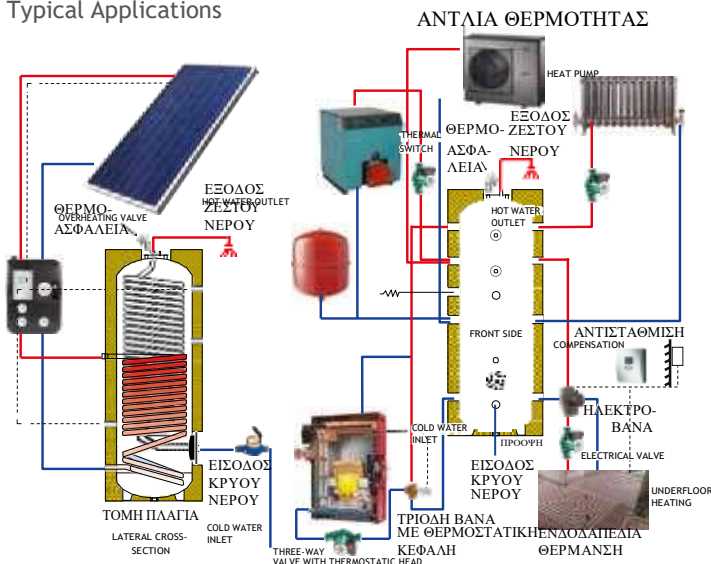 Typical Applications
ΑΝΤΛΙΑ ΘΕΡΜΟΤΗΤΑΣ
HEAT PUMP
THERMAL
SWITCH
ΘΕΡΜΟ-
ΑΣΦΑ-
ΛΕΙΑ
ΕΞΟΔΟΣ
ΖΕΣΤΟΥ
ΝΕΡΟΥ
HOT WATER
OUTLET
ΘΕΡΜΟ-
OVERHEATING VALVE
ΑΣΦΑΛΕΙΑ
ΕΞΟΔΟΣ
HOT WATER OUTLET
ΖΕΣΤΟΥ
ΝΕΡΟΥ
FRONT SIDE
ΑΝΤΙΣΤΑΘΜΙΣΗ
COMPENSATION
ΗΛΕΚΤΡΟ-
ΒΑΝΑ
ELECTRICAL VALVE
COLD WATER
INLET
ΠΡΟΟΨΗ
ΕΙΣΟΔΟΣ
ΚΡΥΟΥ
ΝΕΡΟΥ
ΕΙΣΟΔΟΣ
ΚΡΥΟΥ
ΝΕΡΟΥ
UNDERFLOOR
HEATING
ΤΟΜΗ ΠΛΑΓΙΑ
LATERAL CROSS-
SECTION
COLD WATER
INLET
ΤΡΙΟΔΗ ΒΑΝΑ
ΜΕ ΘΕΡΜΟΣΤΑΤΙΚΗ
ΚΕΦΑΛΗ
THREE-WAY
VALVE WITH THERMOSTATIC HEAD
ΕΝΔΟΔΑΠΕΔΙΑ
ΘΕΡΜΑΝΣΗ